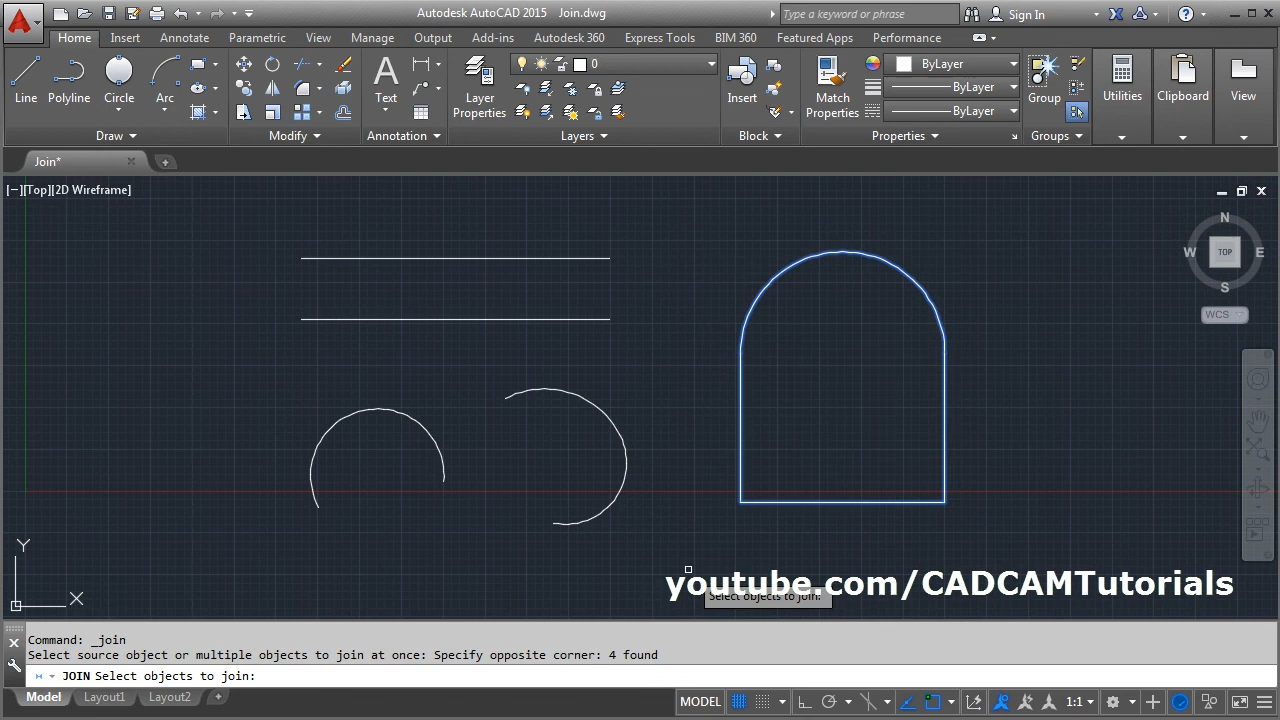 Autodesk AutoCAD 2015 Join.dwg
Type a keyword or phrase
Sign In
Home Insert Annotate Parametric View Manage Output Add-ins Autodesk 360 Express Tools BIM 360 Featured Apps Performance
Line Polyline Circle Arc
Text
Layer Properties
0
Insert
Match Properties
ByLayer
ByLayer
ByLayer
Group
Utilities
Clipboard
View
Draw Modify Annotation Layers Block Properties Groups
Join*
[−][Top][2D Wireframe]
N
W TOP E
S
WCS
Y
X
youtube.com/CADCAMTutorials
Select objects to join:
Command: _join
Select source object or multiple objects to join at once: Specify opposite corner: 4 found
JOIN Select objects to join:
Model Layout1 Layout2
MODEL
1:1